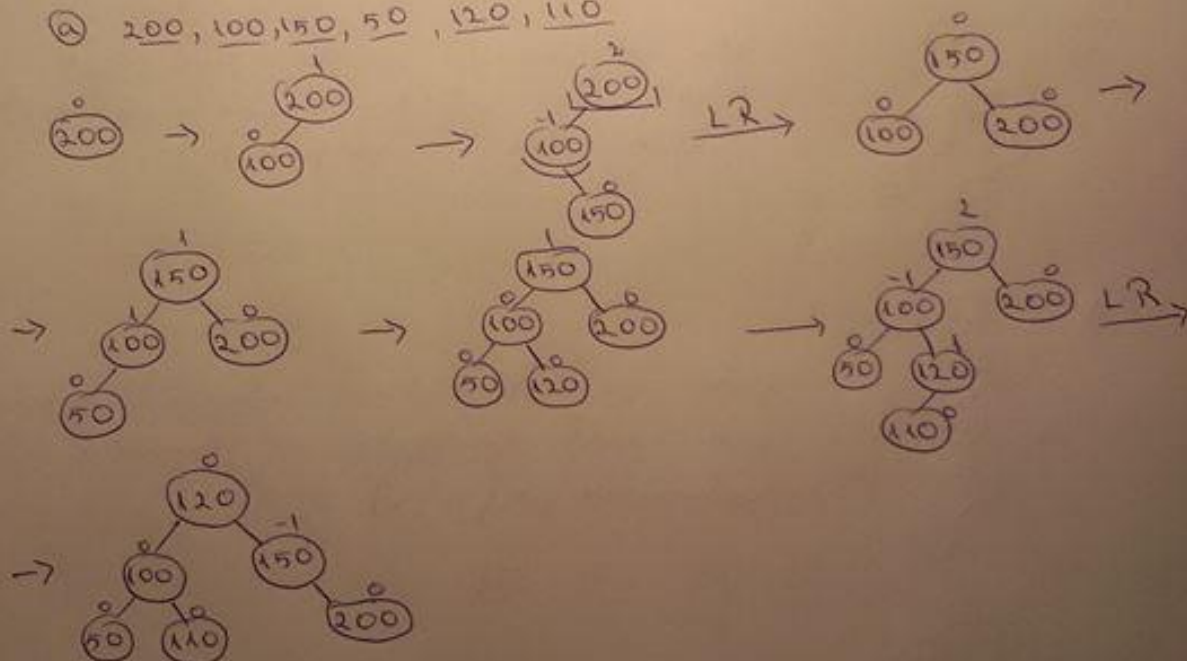 ⓐ 200, 100, 150, 50, 120, 110
0 1 2 0
200 → 200 → 200 LR 150 →
0 -1 0 0
100 100 100 200
0
150
1 1 2
→ 150 → 150 → 150 LR
1 0 0 0 -1 0
100 200 100 200 100 200
0 0 0 0 1
50 50 120 50 120
0
110
0
→ 120
0 -1
100 150
0 0 0
50 110 200